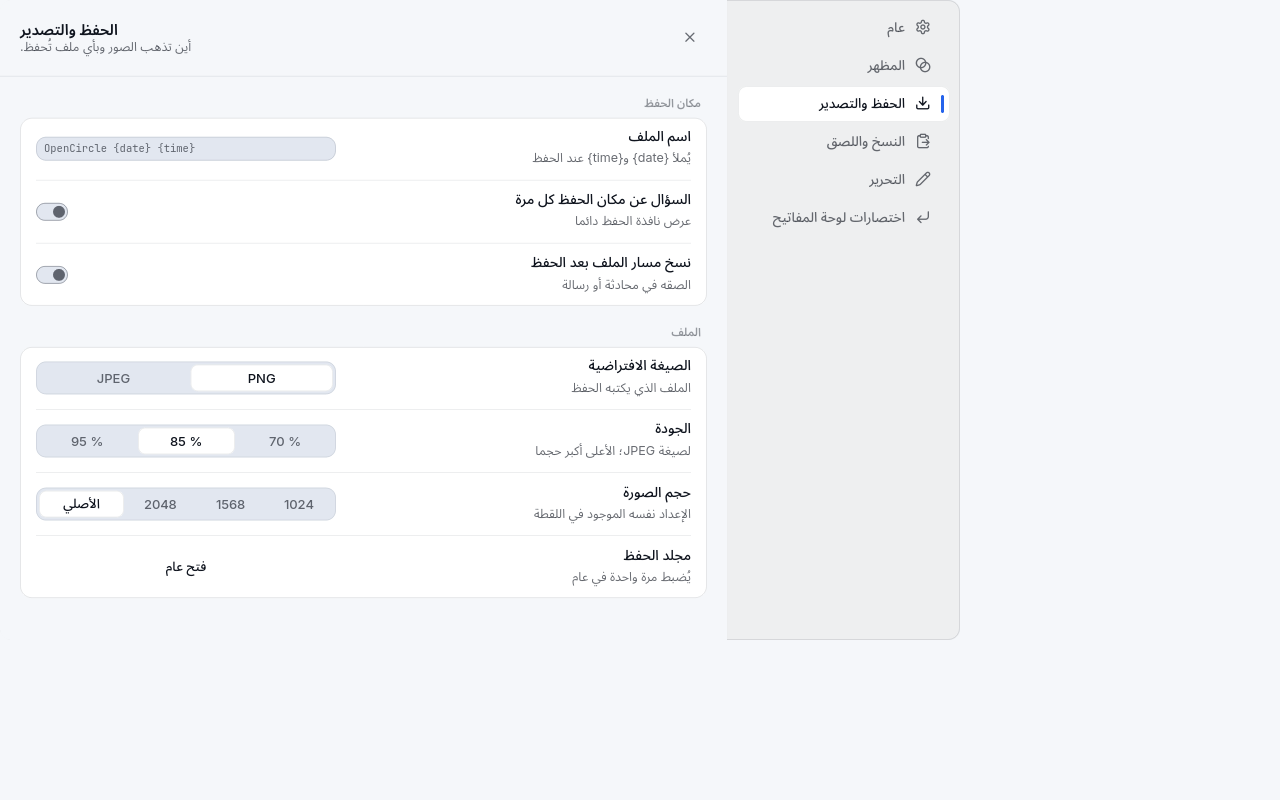 عام
المظهر
الحفظ والتصدير
النسخ واللصق
التحرير
اختصارات لوحة المفاتيح
الحفظ والتصدير
أين تذهب الصور وبأي ملف تُحفظ.
مكان الحفظ
اسم الملف
يُملأ {date} و{time} عند الحفظ
OpenCircle {date} {time}
السؤال عن مكان الحفظ كل مرة
عرض نافذة الحفظ دائما
نسخ مسار الملف بعد الحفظ
الصقه في محادثة أو رسالة
الملف
الصيغة الافتراضية
الملف الذي يكتبه الحفظ
PNG
JPEG
الجودة
لصيغة JPEG؛ الأعلى أكبر حجما
70 %
85 %
95 %
حجم الصورة
الإعداد نفسه الموجود في اللقطة
1024
1568
2048
الأصلي
مجلد الحفظ
يُضبط مرة واحدة في عام
فتح عام